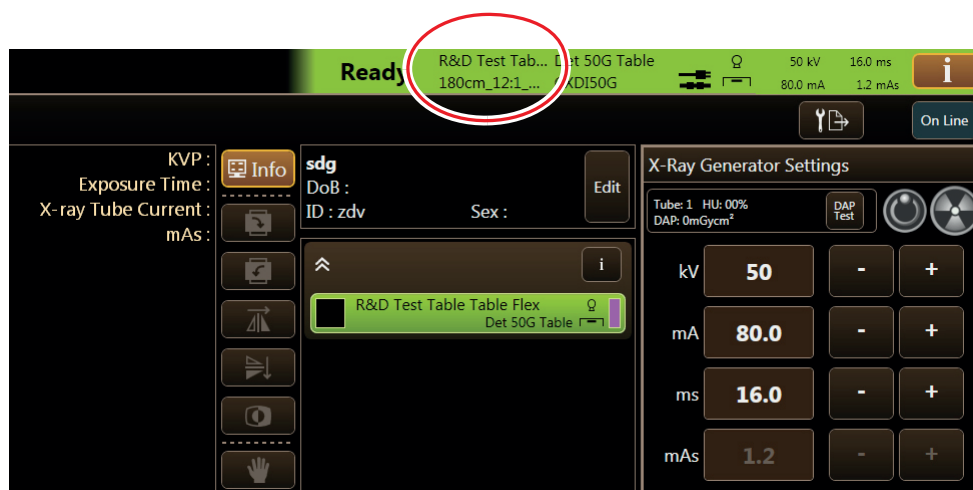 Ready
R&D Test Tab... Det 50G Table
180cm_12:1_... CXDI50G
50 kV 16.0 ms
80.0 mA 1.2 mAs
i
On Line
KVP :
Exposure Time :
X-ray Tube Current :
mAs :
Info
sdg
DoB :
ID : zdv Sex :
Edit
i
R&D Test Table Table Flex
Det 50G Table
X-Ray Generator Settings
Tube: 1 HU: 00%
DAP: 0mGycm²
DAP
Test
kV 50 - +
mA 80.0 - +
ms 16.0 - +
mAs 1.2 - +